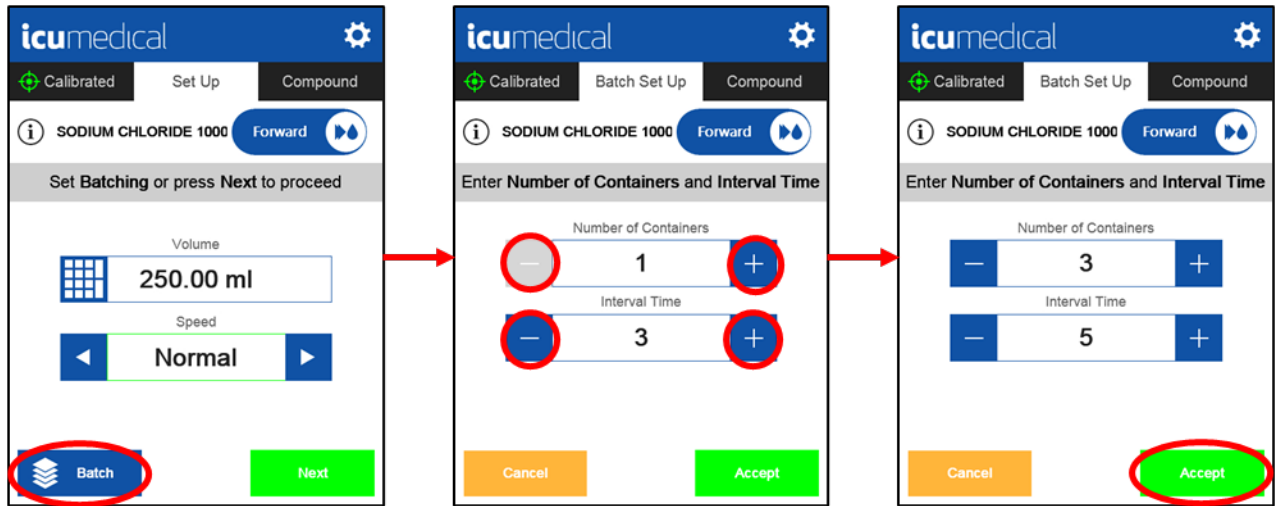 icumedical
Calibrated
Set Up
Compound
SODIUM CHLORIDE 1000
Forward
Set Batching or press Next to proceed
Volume
250.00 ml
Speed
Normal
Batch
Next
icumedical
Calibrated
Batch Set Up
Compound
SODIUM CHLORIDE 1000
Forward
Enter Number of Containers and Interval Time
Number of Containers
1
Interval Time
3
Cancel
Accept
icumedical
Calibrated
Batch Set Up
Compound
SODIUM CHLORIDE 1000
Forward
Enter Number of Containers and Interval Time
Number of Containers
3
Interval Time
5
Cancel
Accept